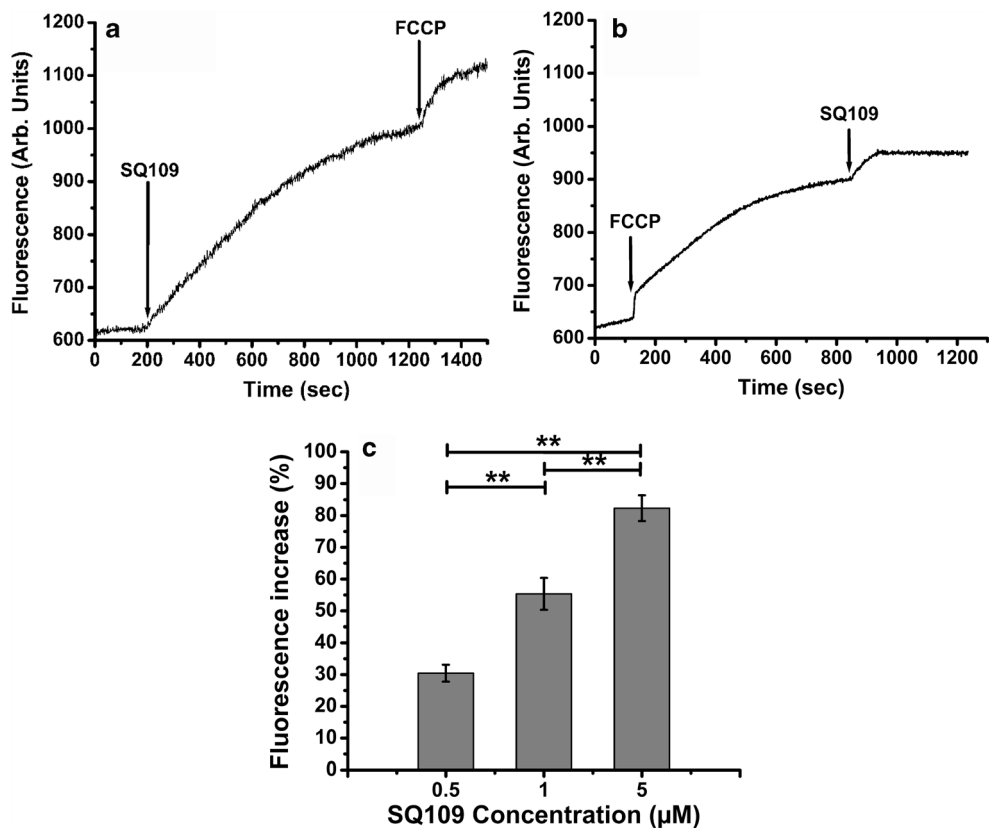 a
Fluorescence (Arb. Units)
1200
1100
1000
900
800
700
600
SQ109
FCCP
0 200 400 600 800 1000 1200 1400
Time (sec)
b
Fluorescence (Arb. Units)
1200
1100
1000
900
800
700
600
FCCP
SQ109
0 200 400 600 800 1000 1200
Time (sec)
c
Fluorescence increase (%)
100
90
80
70
60
50
40
30
20
10
0
**
** **
0.5 1 5
SQ109 Concentration (μM)